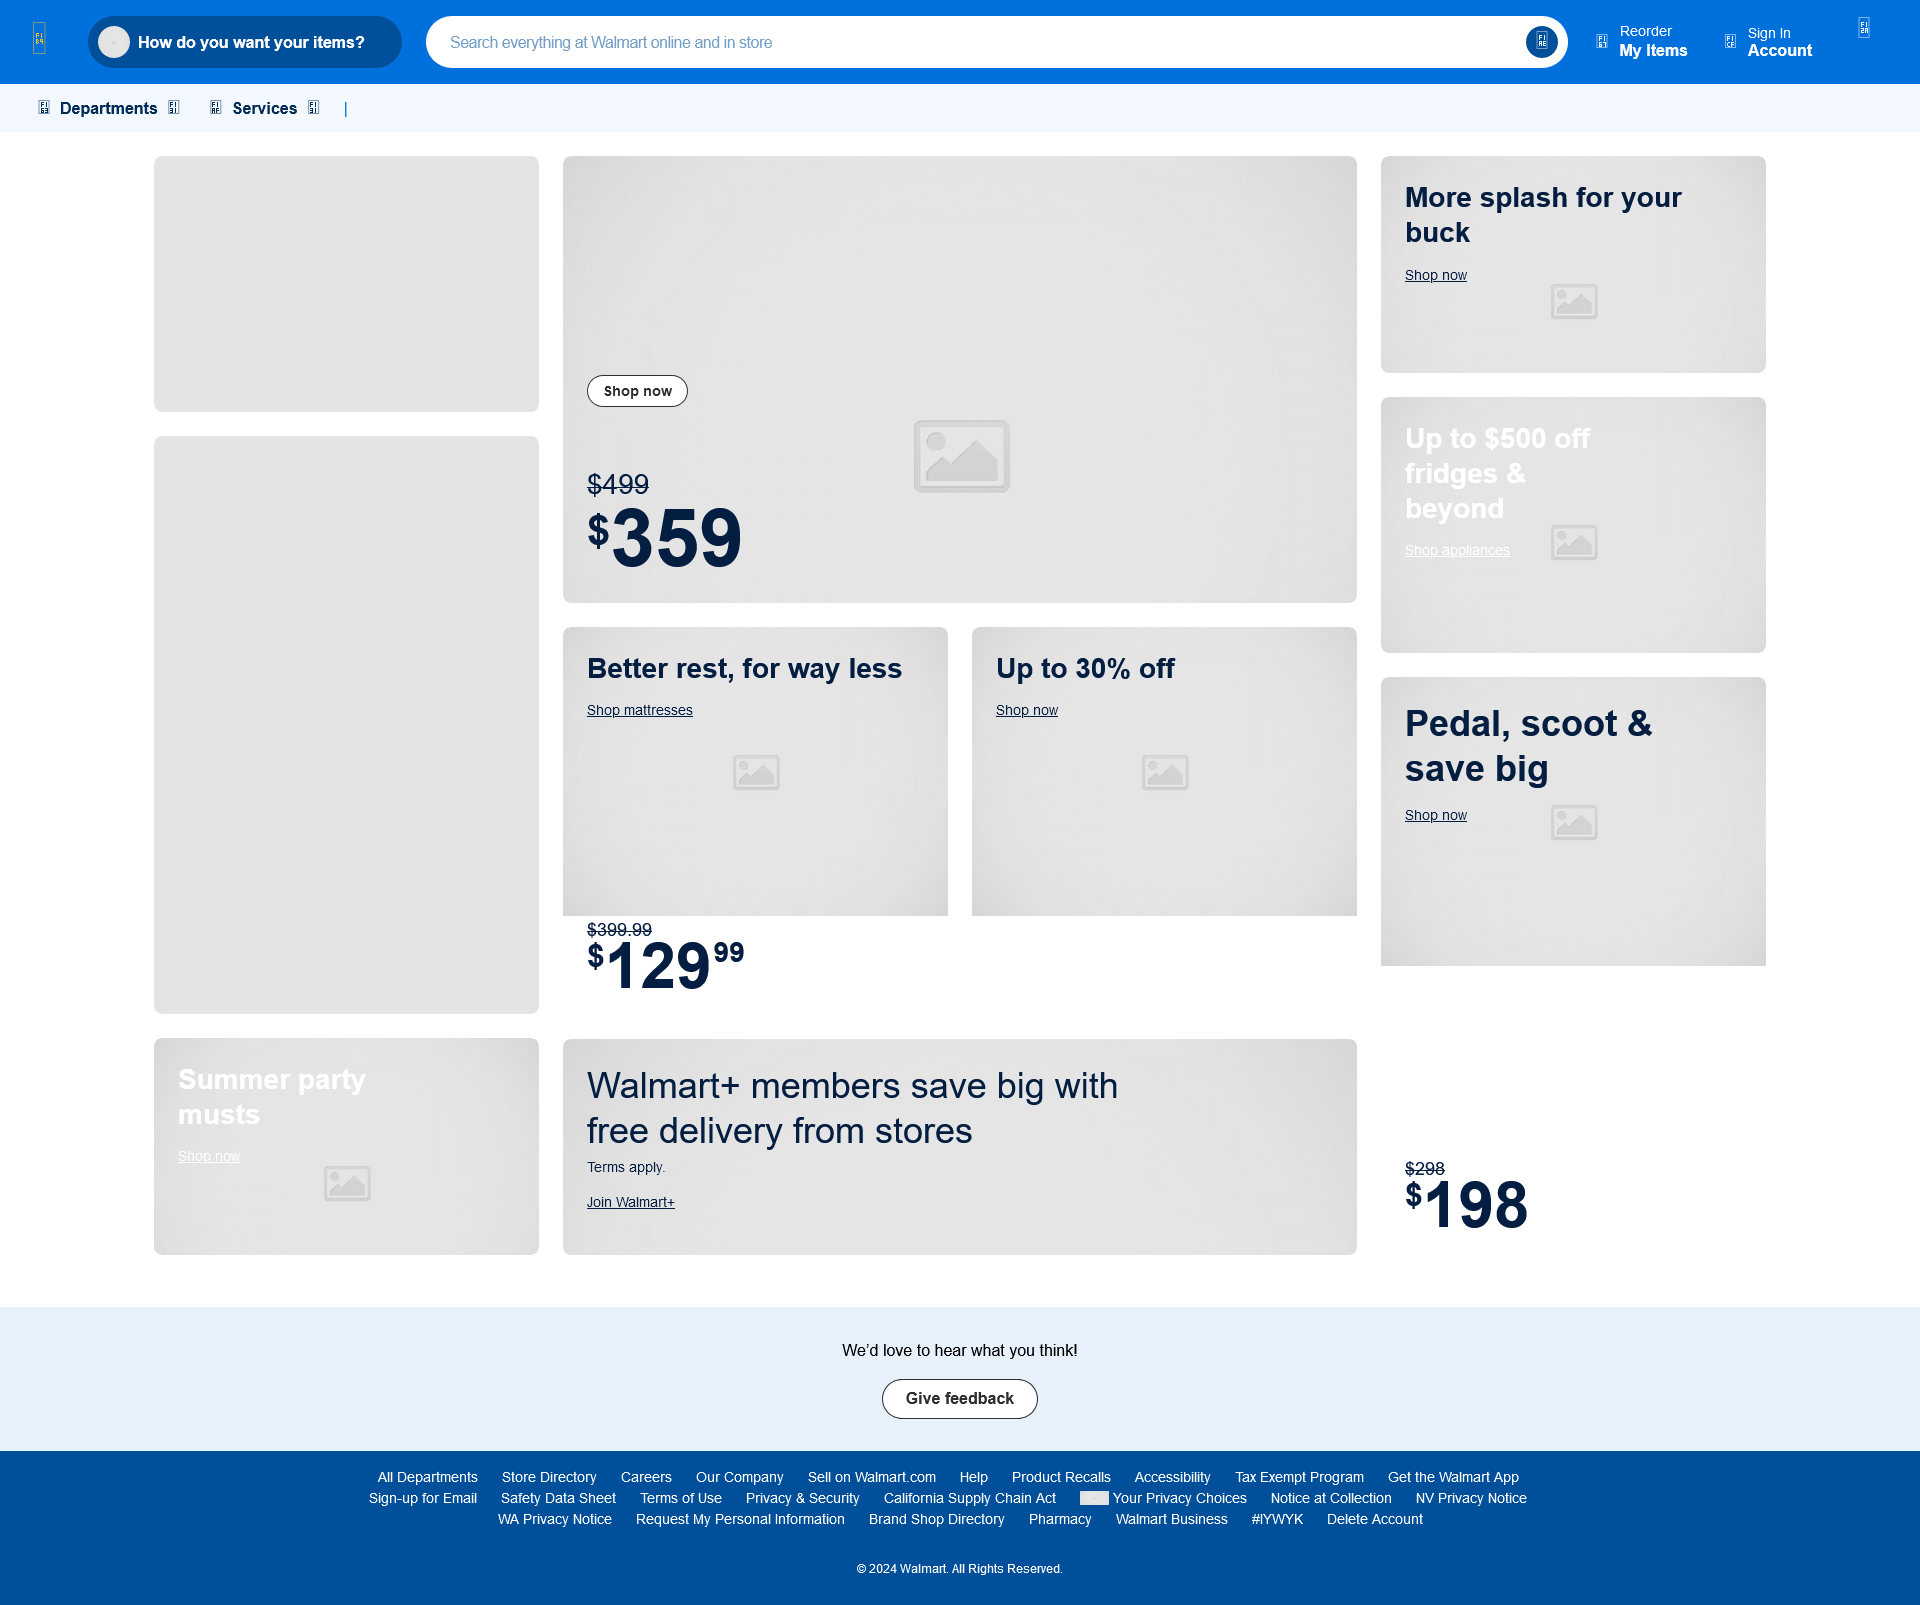 How do you want your items?
Search everything at Walmart online and in store
Reorder
My Items
Sign In
Account
Departments
Services
|
Shop now
$499
$359
More splash for your
buck
Shop now
Up to $500 off
fridges &
beyond
Shop appliances
Better rest, for way less
Shop mattresses
$399.99
$129 99
Up to 30% off
Shop now
Pedal, scoot &
save big
Shop now
$298
$198
Summer party
musts
Shop now
Walmart+ members save big with
free delivery from stores
Terms apply.
Join Walmart+
We'd love to hear what you think!
Give feedback
All Departments Store Directory Careers Our Company Sell on Walmart.com Help Product Recalls Accessibility Tax Exempt Program Get the Walmart App
Sign-up for Email Safety Data Sheet Terms of Use Privacy & Security California Supply Chain Act Your Privacy Choices Notice at Collection NV Privacy Notice
WA Privacy Notice Request My Personal Information Brand Shop Directory Pharmacy Walmart Business #IYWYK Delete Account
© 2024 Walmart. All Rights Reserved.